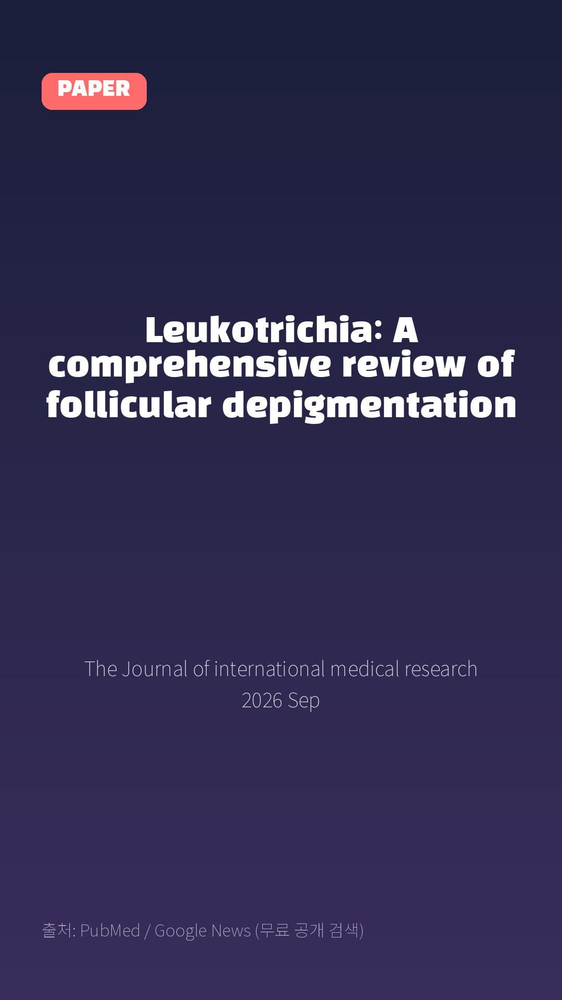 PAPER
Leukotrichia: A
comprehensive review of
follicular depigmentation
The Journal of international medical research
2026 Sep
출처: PubMed / Google News (무료 공개 검색)